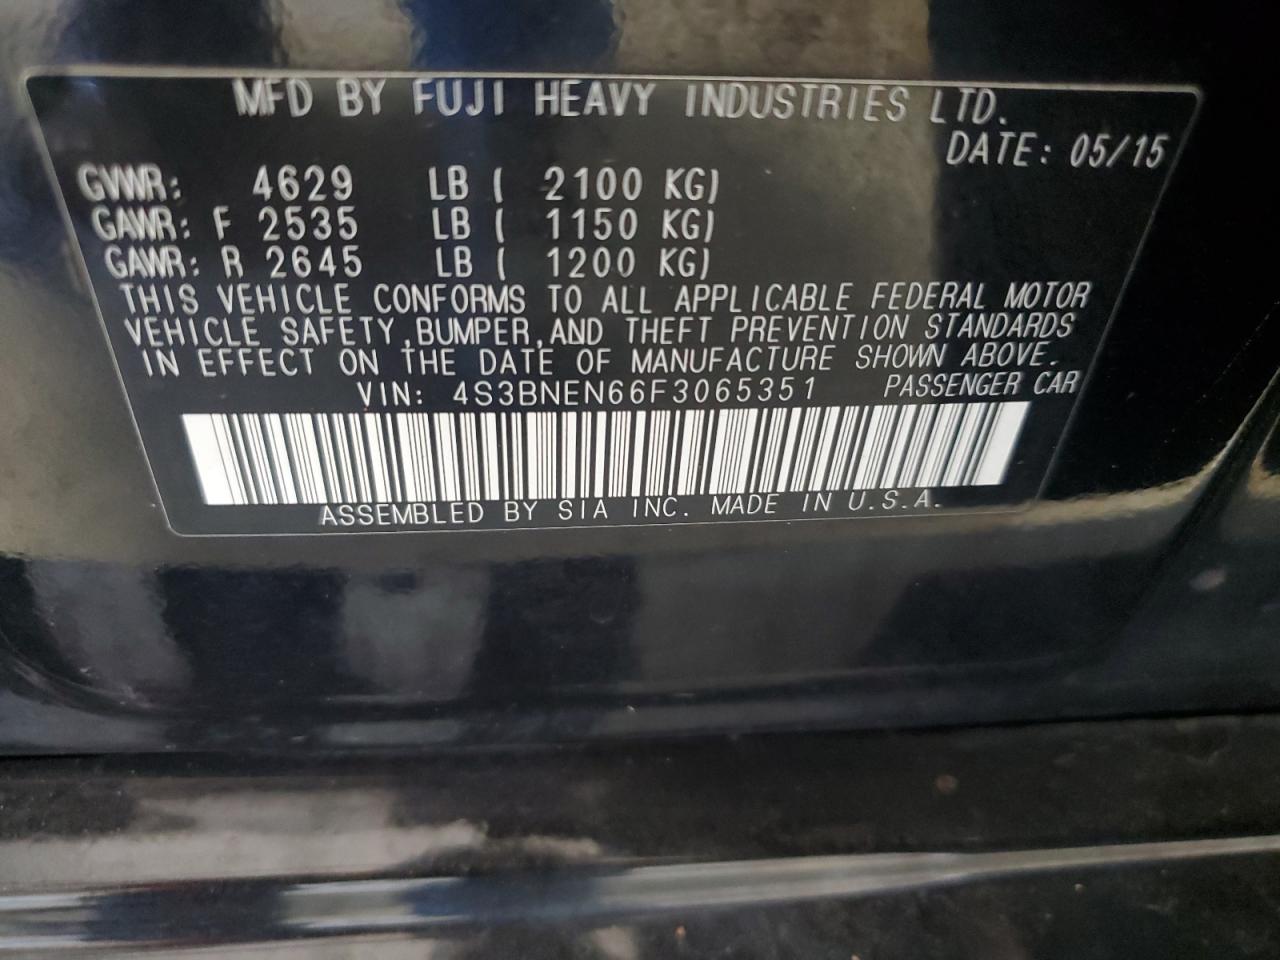 MFD BY FUJI HEAVY INDUSTRIES LTD.
DATE: 05/15
GVWR: 4629 LB ( 2100 KG)
GAWR: F 2535 LB ( 1150 KG)
GAWR: R 2645 LB ( 1200 KG)
THIS VEHICLE CONFORMS TO ALL APPLICABLE FEDERAL MOTOR
VEHICLE SAFETY,BUMPER,AND THEFT PREVENTION STANDARDS
IN EFFECT ON THE DATE OF MANUFACTURE SHOWN ABOVE.
VIN: 4S3BNEN66F3065351 PASSENGER CAR
ASSEMBLED BY SIA INC. MADE IN U.S.A.